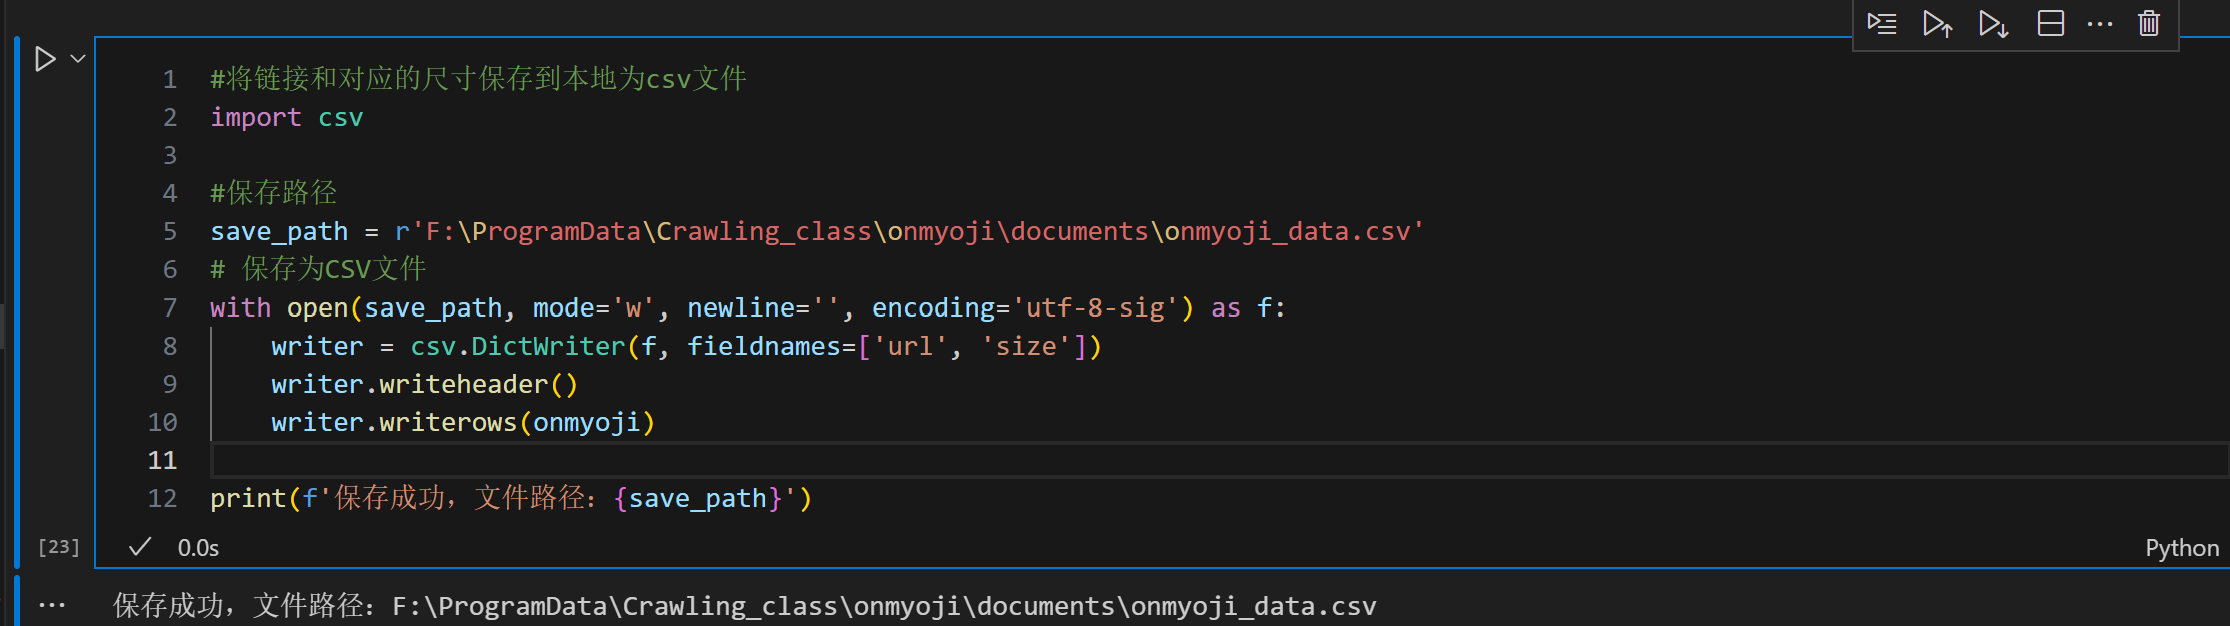 1 #将链接和对应的尺寸保存到本地为csv文件
2 import csv
3
4 #保存路径
5 save_path = r'F:\ProgramData\Crawling_class\onmyoji\documents\onmyoji_data.csv'
6 # 保存为CSV文件
7 with open(save_path, mode='w', newline='', encoding='utf-8-sig') as f:
8     writer = csv.DictWriter(f, fieldnames=['url', 'size'])
9     writer.writeheader()
10     writer.writerows(onmyoji)
11
12 print(f'保存成功，文件路径：{save_path}')
[23] 0.0s Python
保存成功，文件路径：F:\ProgramData\Crawling_class\onmyoji\documents\onmyoji_data.csv